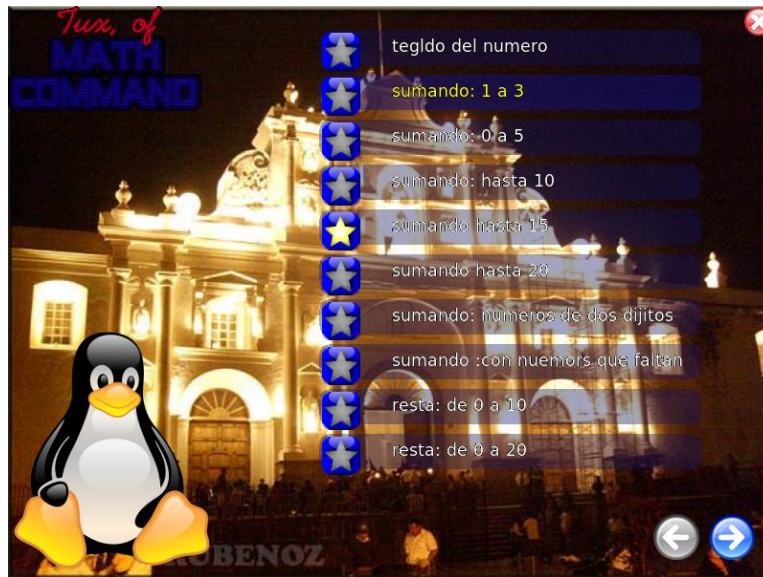 Tux, of
MATH
COMMAND
tegldo del numero
sumando: 1 a 3
sumando: 0 a 5
sumando: hasta 10
sumando hasta 15
sumando hasta 20
sumando: numeros de dos dijitos
sumando :con nuemors que faltan
resta: de 0 a 10
resta: de 0 a 20
RUBENOZ